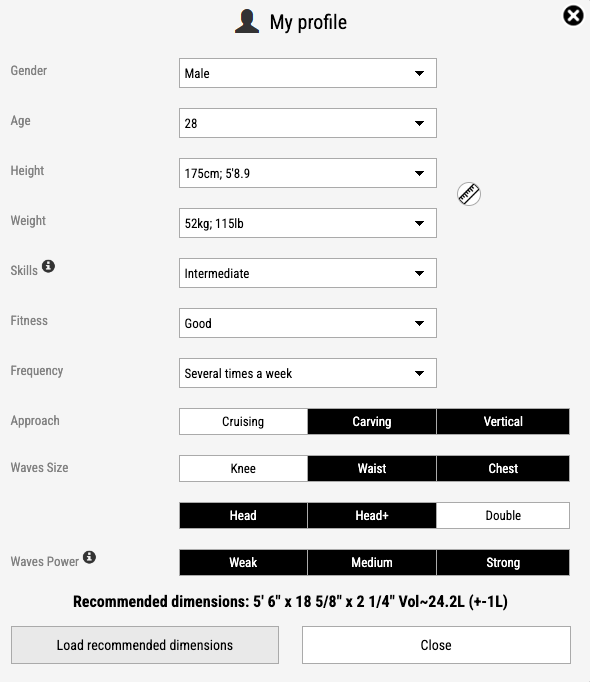 My profile
Gender
Male
Age
28
Height
175cm; 5'8.9
Weight
52kg; 115lb
Skills
Intermediate
Fitness
Good
Frequency
Several times a week
Approach
Cruising Carving Vertical
Waves Size
Knee Waist Chest
Head Head+ Double
Waves Power
Weak Medium Strong
Recommended dimensions: 5' 6" x 18 5/8" x 2 1/4" Vol~24.2L (+-1L)
Load recommended dimensions Close